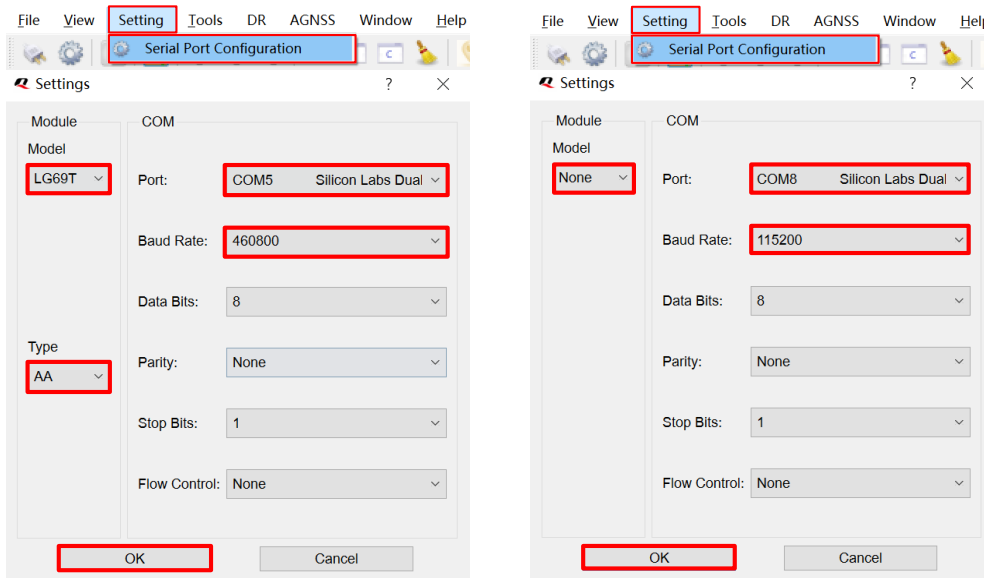 File View Setting Tools DR AGNSS Window Help
Serial Port Configuration
C
Settings ?
Module
Model
LG69T
Type
AA
COM
Port: COM5 Silicon Labs Dual
Baud Rate: 460800
Data Bits: 8
Parity: None
Stop Bits: 1
Flow Control: None
OK Cancel
File View Setting Tools DR AGNSS Window Help
Serial Port Configuration
C
Settings ?
Module
Model
None
COM
Port: COM8 Silicon Labs Dual
Baud Rate: 115200
Data Bits: 8
Parity: None
Stop Bits: 1
Flow Control: None
OK Cancel